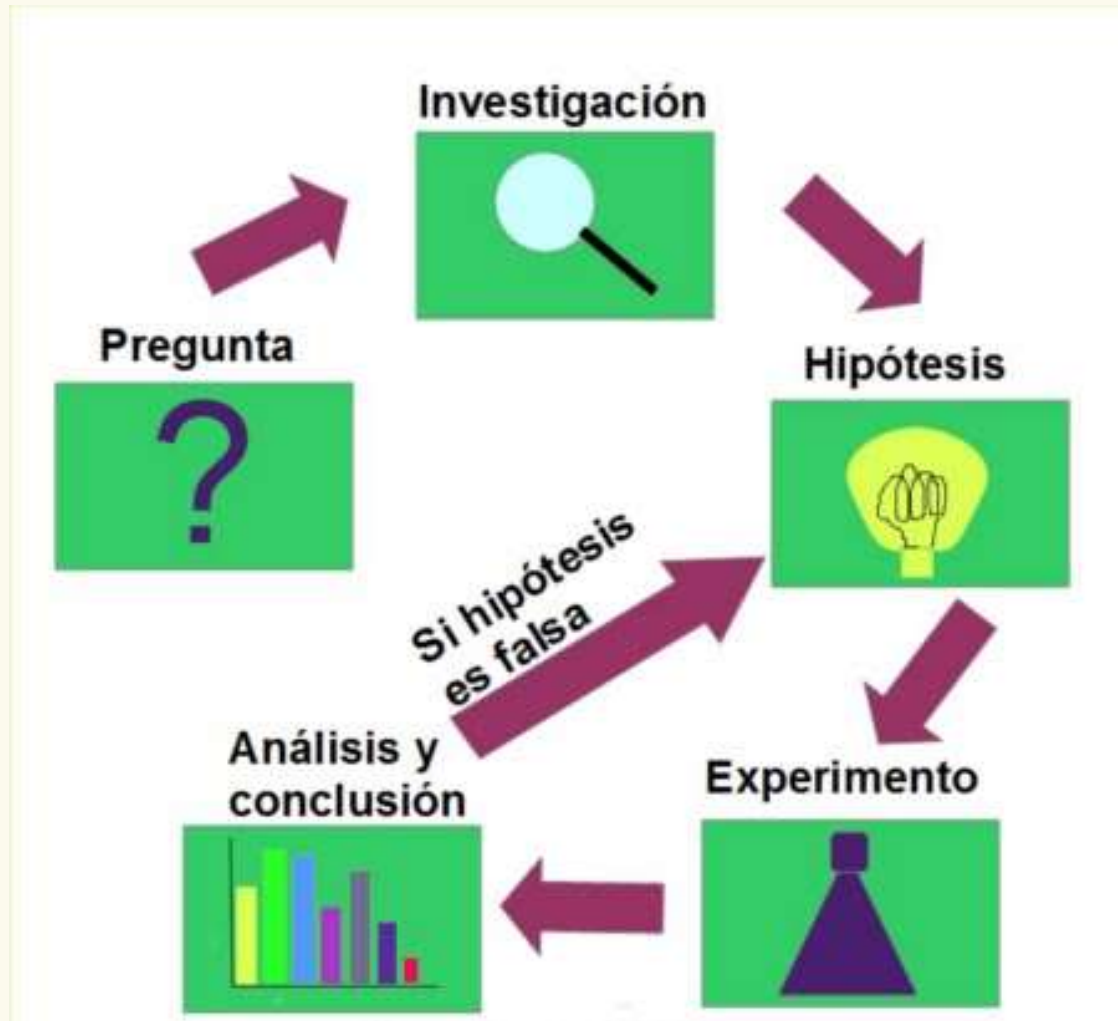 Investigación
Pregunta
?
Hipótesis
Si hipótesis
es falsa
Análisis y
conclusión
Experimento